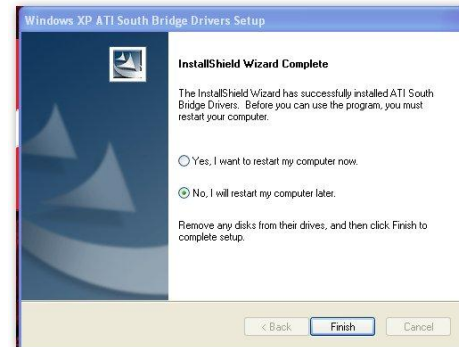 Windows XP ATI South Bridge Drivers Setup
InstallShield Wizard Complete
The InstallShield Wizard has successfully installed ATI South
Bridge Drivers. Before you can use the program, you must
restart your computer.
Yes, I want to restart my computer now.
No, I will restart my computer later.
Remove any disks from their drives, and then click Finish to
complete setup.
< Back Finish Cancel